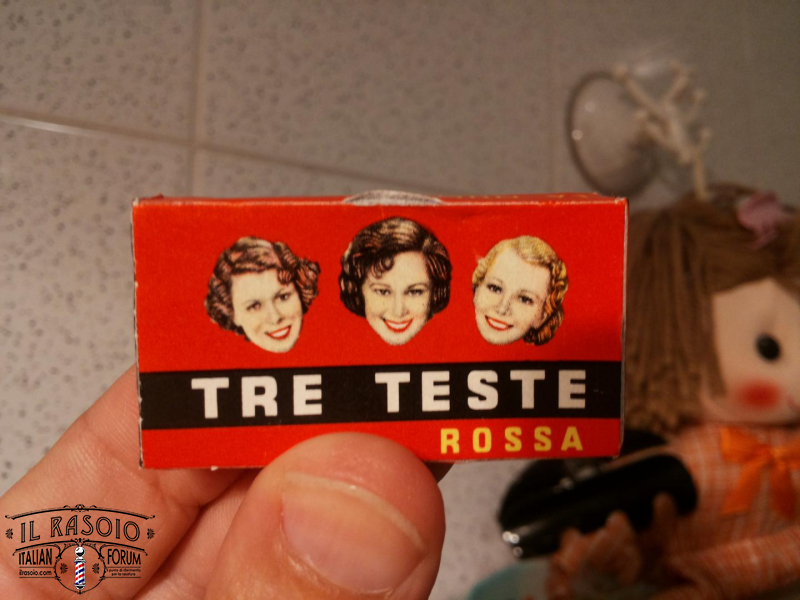 TRE TESTE
ROSSA
IL RASOIO
ITALIAN FORUM
ilrasoio.com